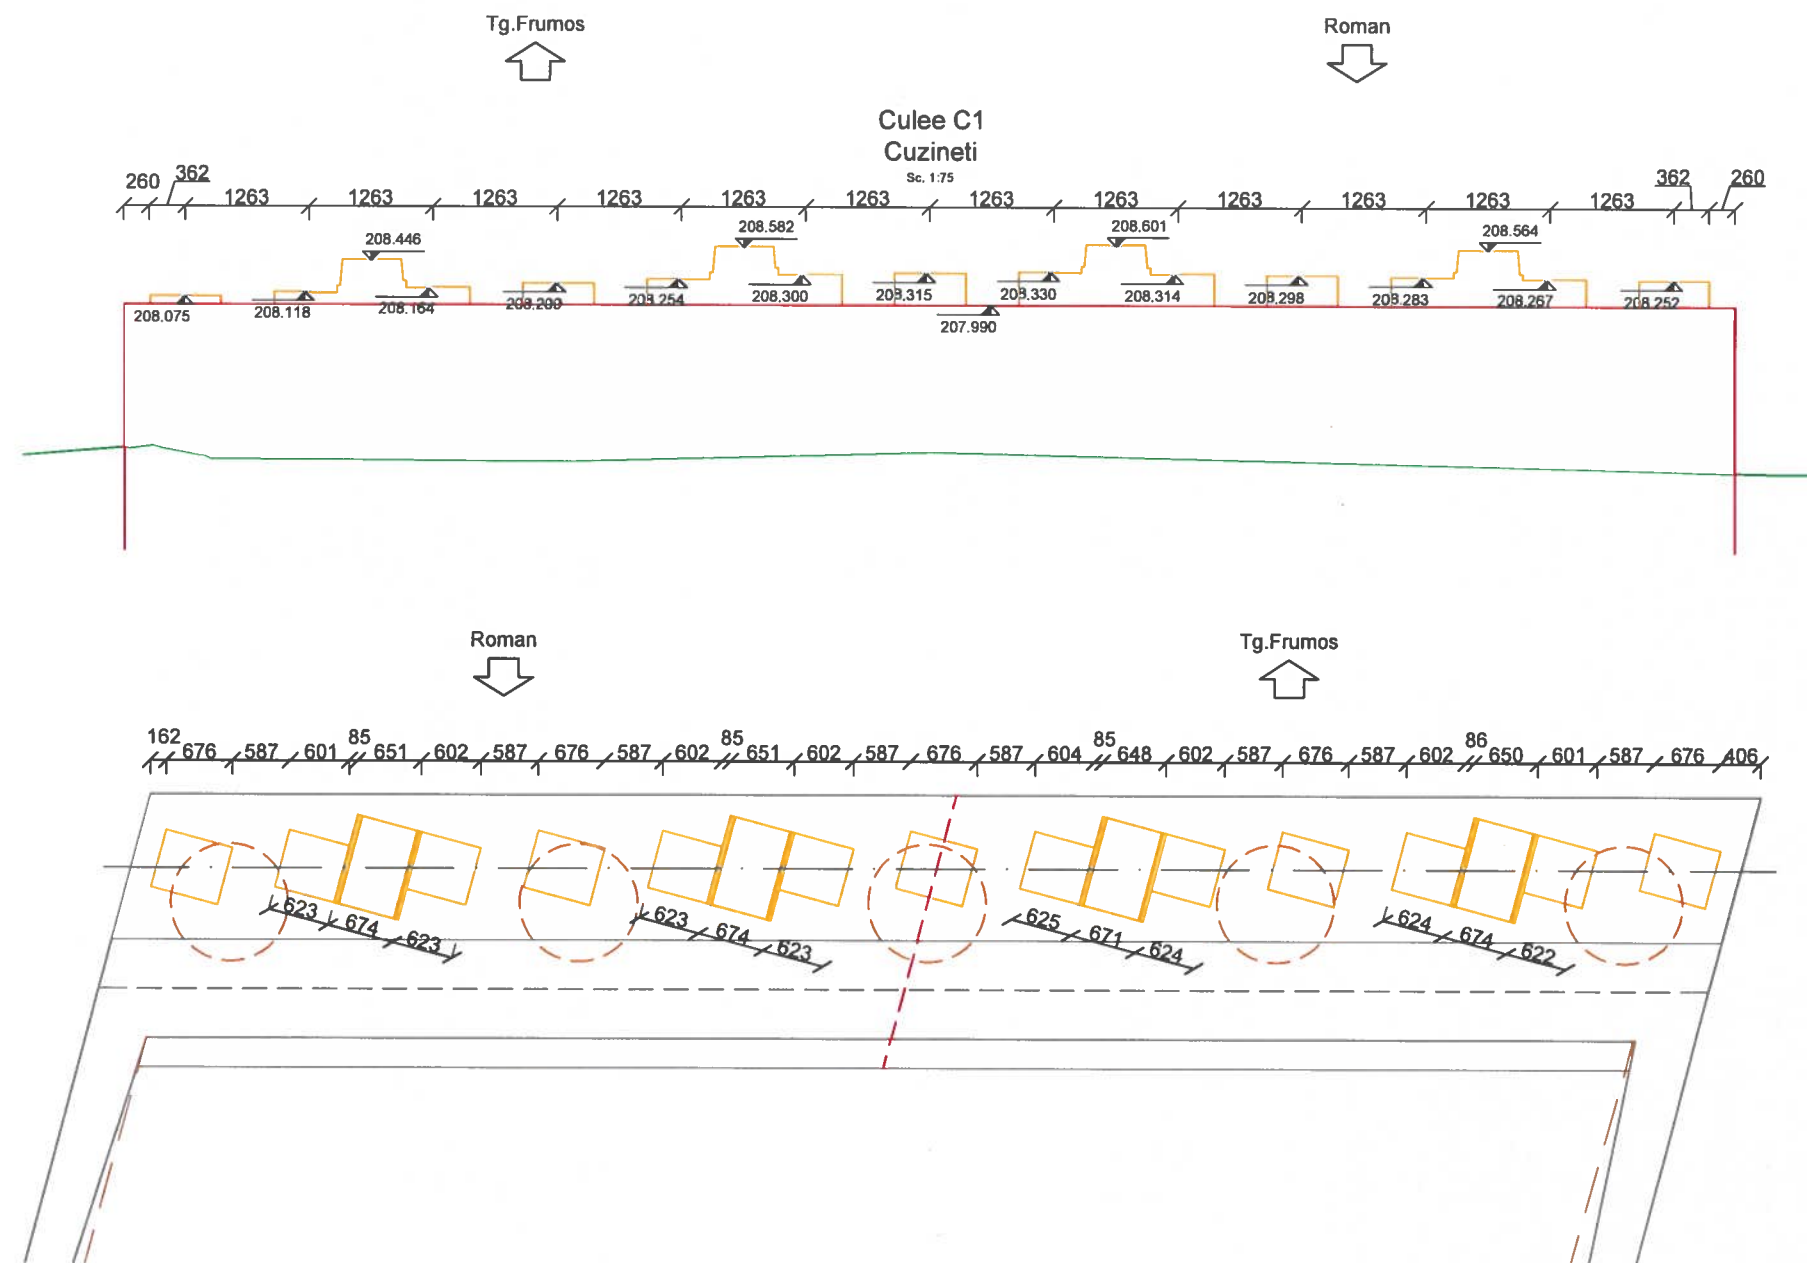 Tg.Frumos
Roman
Culee C1
Cuzineti
Sc. 1:75
260 362 1263 1263 1263 1263 1263 1263 1263 1263 1263 1263 1263 1263 362 260
208.446 208.582 208.601 208.564
208.075 208.118 208.164 208.200 208.254 208.300 208.315 208.330 208.314 208.298 208.283 208.267 208.252
207.990
Roman
Tg.Frumos
162 676 587 601 85 651 602 587 676 587 602 85 651 602 587 676 587 604 85 648 602 587 676 587 602 86 650 601 587 676 406
623 674 623 623 674 623 625 671 624 624 674 622